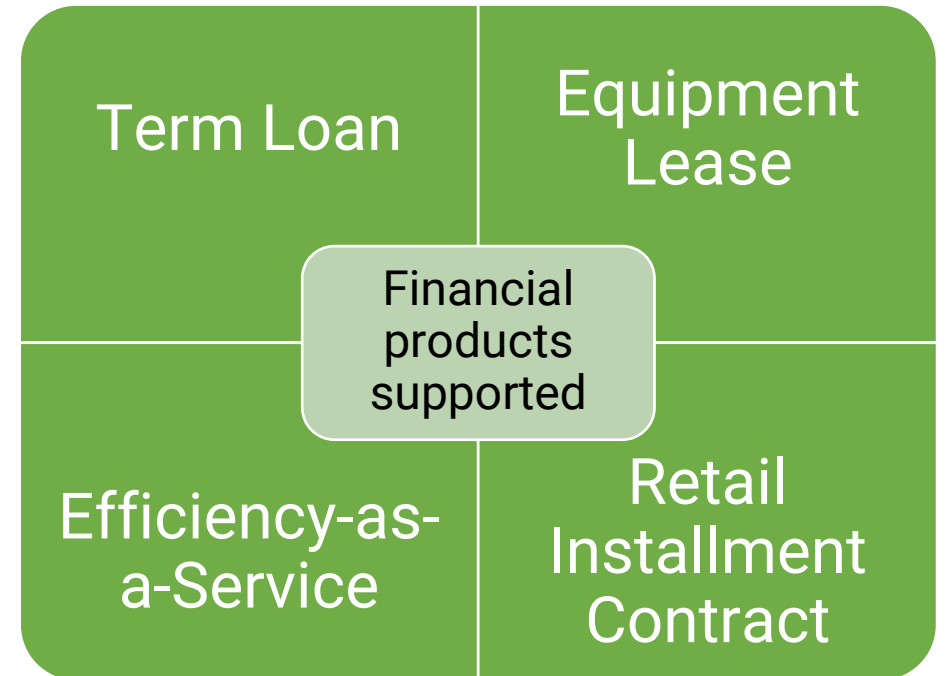 Term Loan
Equipment
Lease
Financial
products
supported
Efficiency-as-
a-Service
Retail
Installment
Contract